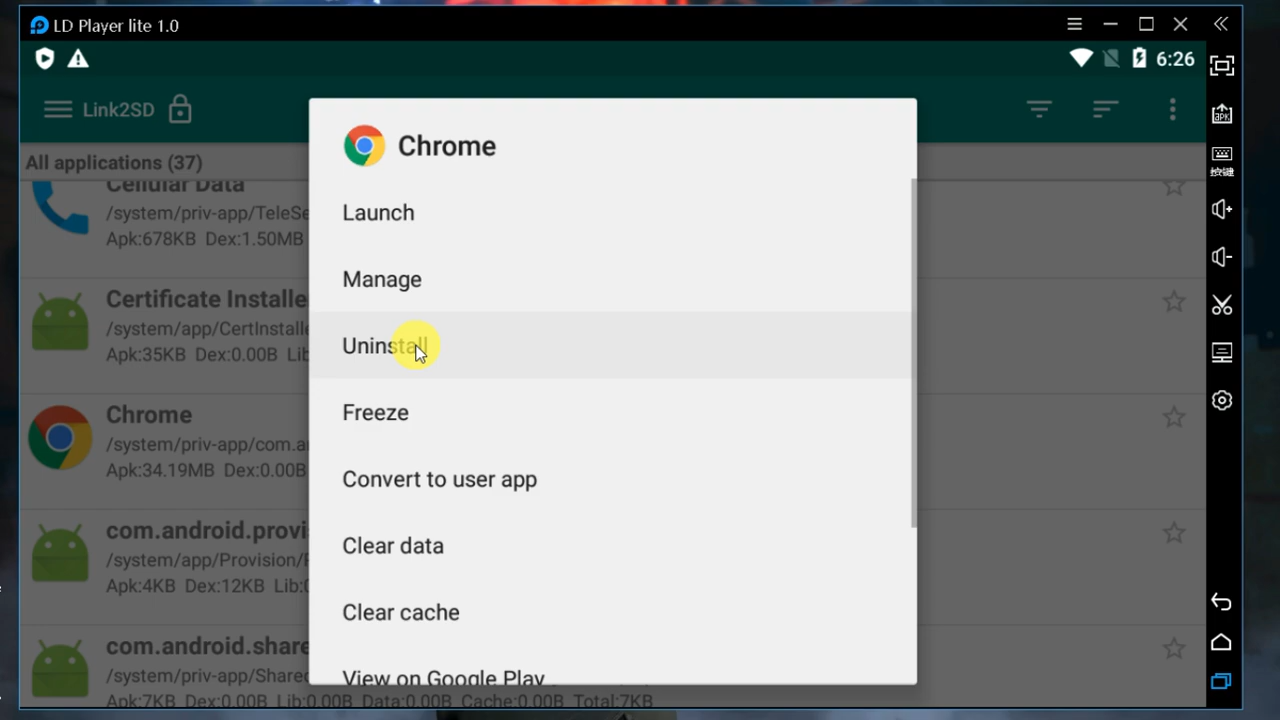 LD Player lite 1.0
6:26
Link2SD
All applications (37)
Cellular Data
/system/priv-app/TeleSe
Apk:678KB Dex:1.50MB
Certificate Installe
/system/app/CertInstalle
Apk:35KB Dex:0.00B Lib
Chrome
/system/priv-app/com.a
Apk:34.19MB Dex:0.00B
com.android.provi
/system/app/Provision/
Apk:4KB Dex:12KB Lib:
com.android.share
/system/priv-app/Shared
Apk:7KB Dex:0.00B Lib:0.00B Data:0.00B Cache:0.00B Total:7KB
Chrome
Launch
Manage
Uninstall
Freeze
Convert to user app
Clear data
Clear cache
View on Google Play
APK
按键